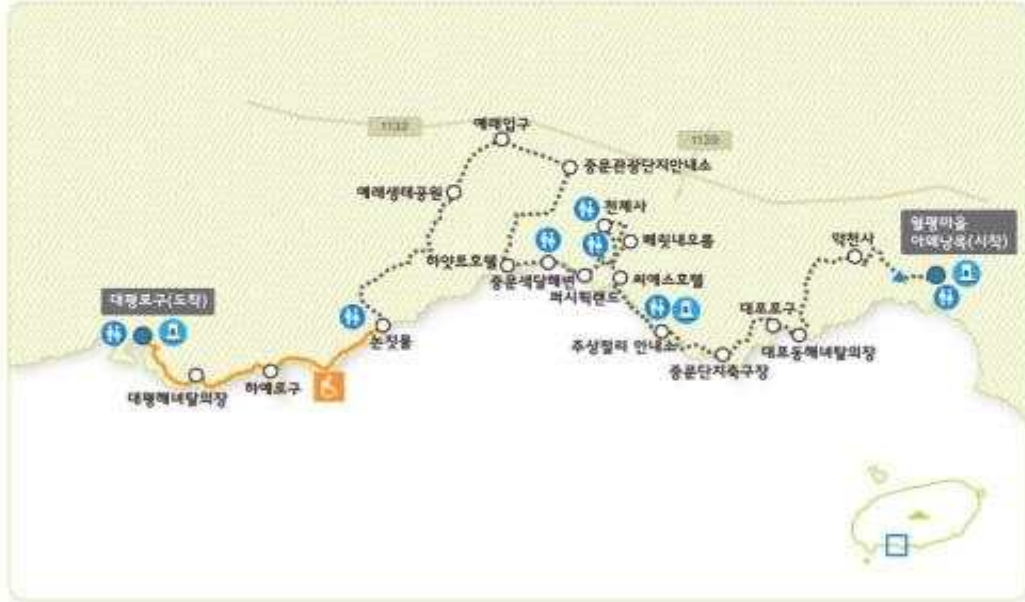 1132
예래입구
1139
중문관광단지안내소
예래생태공원
천제사
베릿내오름
월평마을
아왜낭목(시작)
약천사
하얏트호텔
중문색달해변
퍼시픽랜드
씨에스호텔
대평포구(도착)
논짓물
주상절리 안내소
대포포구
대포동해녀탈의장
중문단지축구장
하예포구
대평해녀탈의장